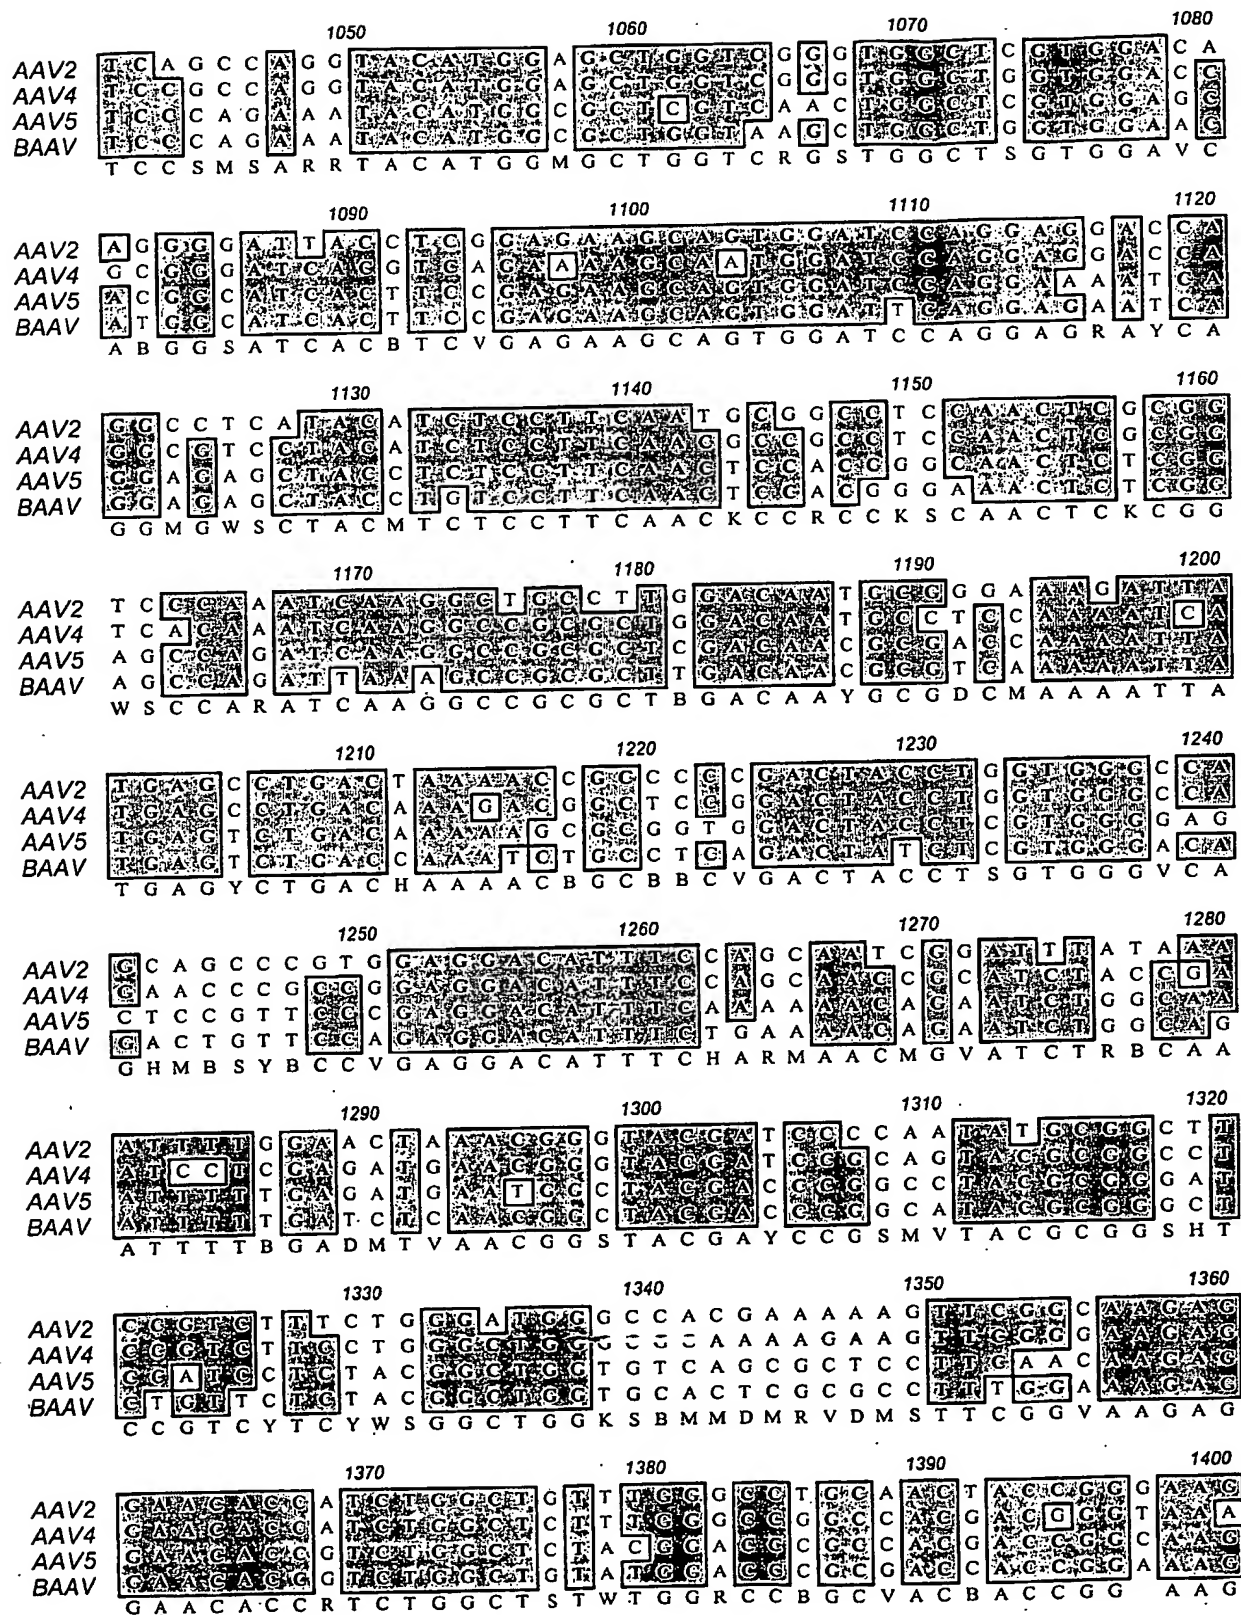 1050 1060 1070 1080
AAV2 T C A G C C A G G T A C A T G G A G C T G G T C G G G T G G C T C G T G G A C A
AAV4 T C C G C C A G G T A C A T G G A G C T G G T C G G G T G G C T G G T G G A C C
AAV5 T C C C A G A A A T A C A T G G C G C T C G T C A A C T G G C T C G T G G A G C
BAAV T C C C A G A A A T A C A T G G C G C T G G T A A G C T G G C T G G T G G A A C
T C C S M S A R R T A C A T G G M G C T G G T C R G S T G G C T S G T G G A V C
1090 1100 1110 1120
AAV2 A G G G G A T T A C C T C G G A G A A G C A G T G G A T C C A G G A G G A C C A
AAV4 G C G G G A T C A C G T C A G A A A A G C A A T G G A T C C A G G A G G A C C A
AAV5 A C G G C A T C A C T T C C G A G A A G C A G T G G A T C C A G G A A A A T C A
BAAV A T G G C A T C A C T T C C G A G A A G C A G T G G A T T C A G G A G A A T C A
A B G G S A T C A C B T C V G A G A A G C A G T G G A T C C A G G A G R A Y C A
1130 1140 1150 1160
AAV2 G G C C T C A T A C A T C T C C T T C A A T G C G G C C T C C A A C T C G C G G
AAV4 G G C G T C C T A C A T C T C C T T C A A C G C C G C C T C C A A C T C G C G G
AAV5 G G A G A G C T A C C T C T C C T T C A A C T C C A C C G G C A A C T C T C G G
BAAV G G A G A G C T A C C T G T C C T T C A A C T C C A C G G G A A A C T C T C G G
G G M G W S C T A C M T C T C C T T C A A C K C C R C C K S C A A C T C K C G G
1170 1180 1190 1200
AAV2 T C C C A A A T C A A G G C T G C C T T G G A C A A T G C G G G A A A G A T T A
AAV4 T C A C A A A T C A A G G C C G C G C T G G A C A A T G C C T C C A A A A T C A
AAV5 A G C C A G A T C A A G G C C G C G C T C G A C A A C G C G A C C A A A A T T A
BAAV A G C C A G A T T A A A G C C G C G C T T G A C A A C G C G T C A A A A A T T A
W S C C A R A T C A A G G C C G C G C T B G A C A A Y G C G D C M A A A A T T A
1210 1220 1230 1240
AAV2 T G A G C C T G A C T A A A A C C G C C C C C G A C T A C C T G G T G G G C C A
AAV4 T G A G C C T G A C A A A G A C G G C T C C G G A C T A C C T G G T G G G C C A
AAV5 T G A G T C T G A C A A A A A G C G C G G T G G A C T A C C T C G T G G G G A G
BAAV T G A G T C T G A C C A A A T C T G C C T C A G A C T A T C T C G T G G G A C A
T G A G Y C T G A C H A A A A C B G C B B C V G A C T A C C T S G T G G G V C A
1250 1260 1270 1280
AAV2 G C A G C C C G T G G A G G A C A T T T C C A G C A A T C G G A T T T A T A A A
AAV4 G A A C C C G C C G G A G G A C A T T T C C A G C A A C C G C A T C T A C C G A
AAV5 C T C C G T T C C C G A G G A C A T T T C A A A A A A C A G A A T C T G G C A A
BAAV G A C T G T T C C A G A G G A C A T T T C T G A A A A C A G A A T C T G G C A G
G H M B S Y B C C V G A G G A C A T T T C H A R M A A C M G V A T C T R B C A A
1290 1300 1310 1320
AAV2 A T T T T G G A A C T A A A C G G G T A C G A T C C C C A A T A T G C G G C T T
AAV4 A T C C T C G A G A T G A A C G G G T A C G A T C C G C A G T A C G C G G C C T
AAV5 A T T T T T G A G A T G A A T G G C T A C G A C C C G G C C T A C G C G G G A T
BAAV A T T T T T G A T C T C A A C G G C T A C G A C C C G G C A T A C G C G G G C T
A T T T T B G A D M T V A A C G G S T A C G A Y C C G S M V T A C G C G G S H T
1330 1340 1350 1360
AAV2 C C G T C T T T C T G G G A T G G G C C A C G A A A A A G T T C G G C A A G A G
AAV4 C C G T C T T C C T G G G C T G G G C G C A A A A G A A G T T C G G G A A G A G
AAV5 C G A T C C T C T A C G G C T G G T G T C A G C G C T C C T T C A A C A A G A G
BAAV C T G T T C T G T A C G G C T G G T G C A C T C G C G C C T T T G G A A A G A G
C C G T C Y T C Y W S G G C T G G K S B M M D M R V D M S T T C G G V A A G A G
1370 1380 1390 1400
AAV2 G A A C A C C A T C T G G C T G T T T G G G C C T G C A A C T A C C G G G A A G
AAV4 G A A C A C C A T C T G G C T C T T T G G G C C G G C C A C G A C G G G T A A A
AAV5 G A A C A C C G T C T G G C T C T A C G G A C C C G C C A C G A C C G G C A A G
BAAV G A A C A C C G T C T G G C T G T A T G G A C C C G C G A C C A C C G G A A A G
G A A C A C C R T C T G G C T S T W T G G R C C B G C V A C B A C C G G A A G